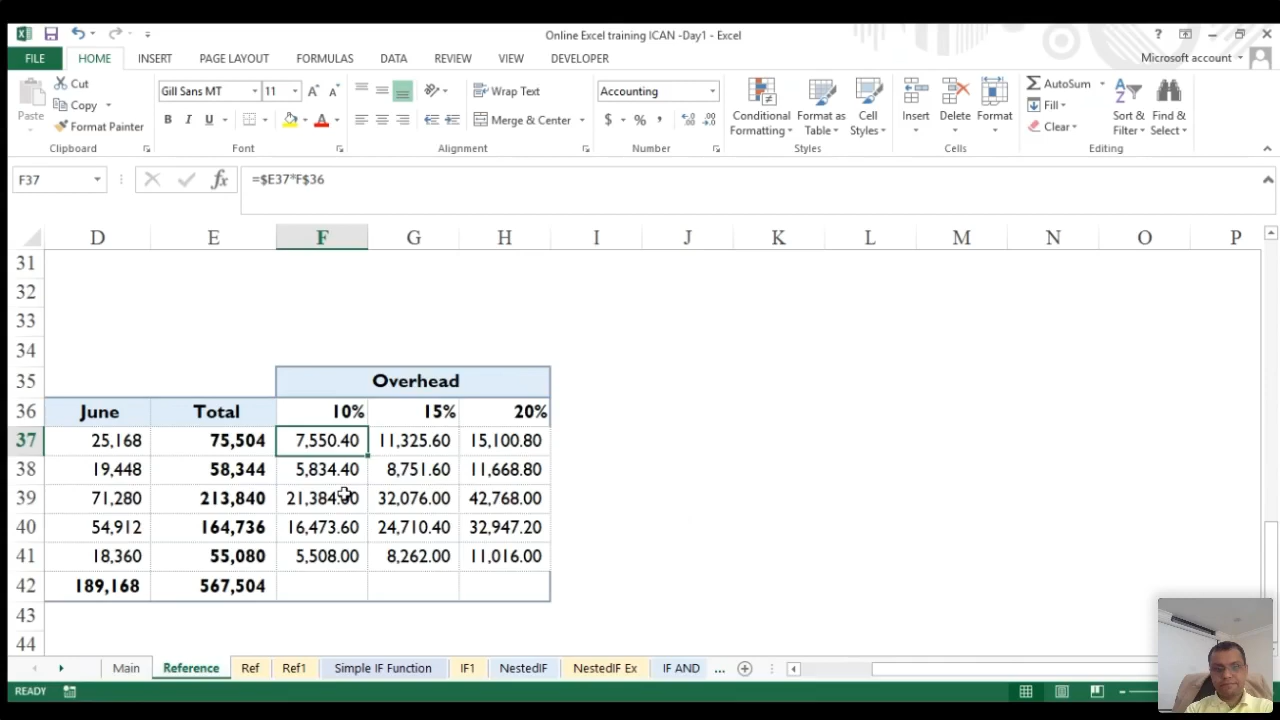 Online Excel training ICAN -Day1 - Excel
?
FILE HOME INSERT PAGE LAYOUT FORMULAS DATA REVIEW VIEW DEVELOPER Microsoft account
Paste
Cut
Copy
Format Painter
Clipboard
Gill Sans MT 11 A A
B I U A
Font
Wrap Text
Merge & Center
Alignment
Accounting
$ % ,
Number
Conditional Formatting
Format as Table
Cell Styles
Styles
Insert
Delete
Format
Cells
AutoSum
Fill
Clear
Sort & Filter
Find & Select
Editing
F37 fx =$E37*F$36
D E F G H I J K L M N O P
31
32
33
34
35 Overhead
36 June Total 10% 15% 20%
37 25,168 75,504 7,550.40 11,325.60 15,100.80
38 19,448 58,344 5,834.40 8,751.60 11,668.80
39 71,280 213,840 21,384.00 32,076.00 42,768.00
40 54,912 164,736 16,473.60 24,710.40 32,947.20
41 18,360 55,080 5,508.00 8,262.00 11,016.00
42 189,168 567,504
43
44
Main Reference Ref Ref1 Simple IF Function IF1 NestedIF NestedIF Ex IF AND ...
READY